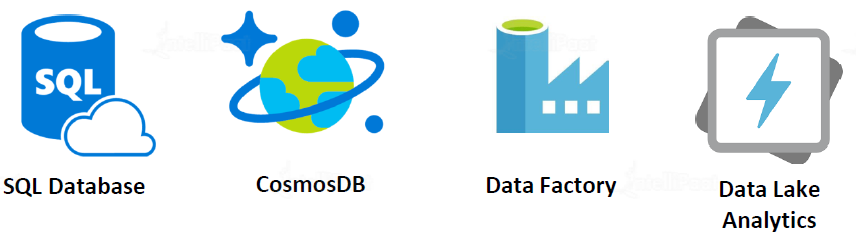 SQL
SQL Database
CosmosDB
Data Factory
Data Lake
Analytics